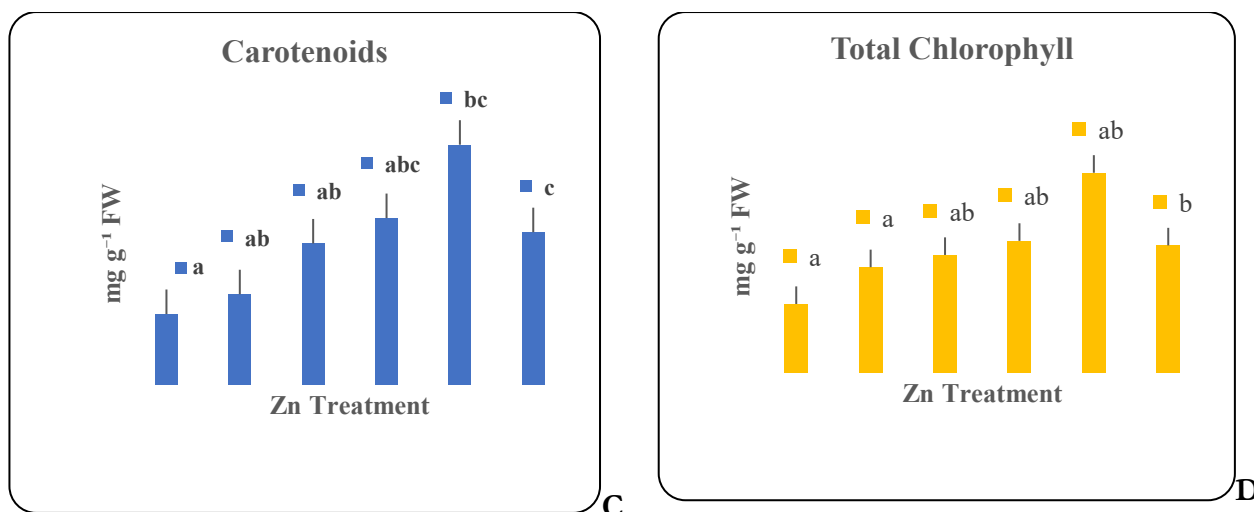 Carotenoids
mg g⁻¹ FW
a
ab
ab
abc
bc
c
Zn Treatment
C
Total Chlorophyll
mg g⁻¹ FW
a
a
ab
ab
ab
b
Zn Treatment
D